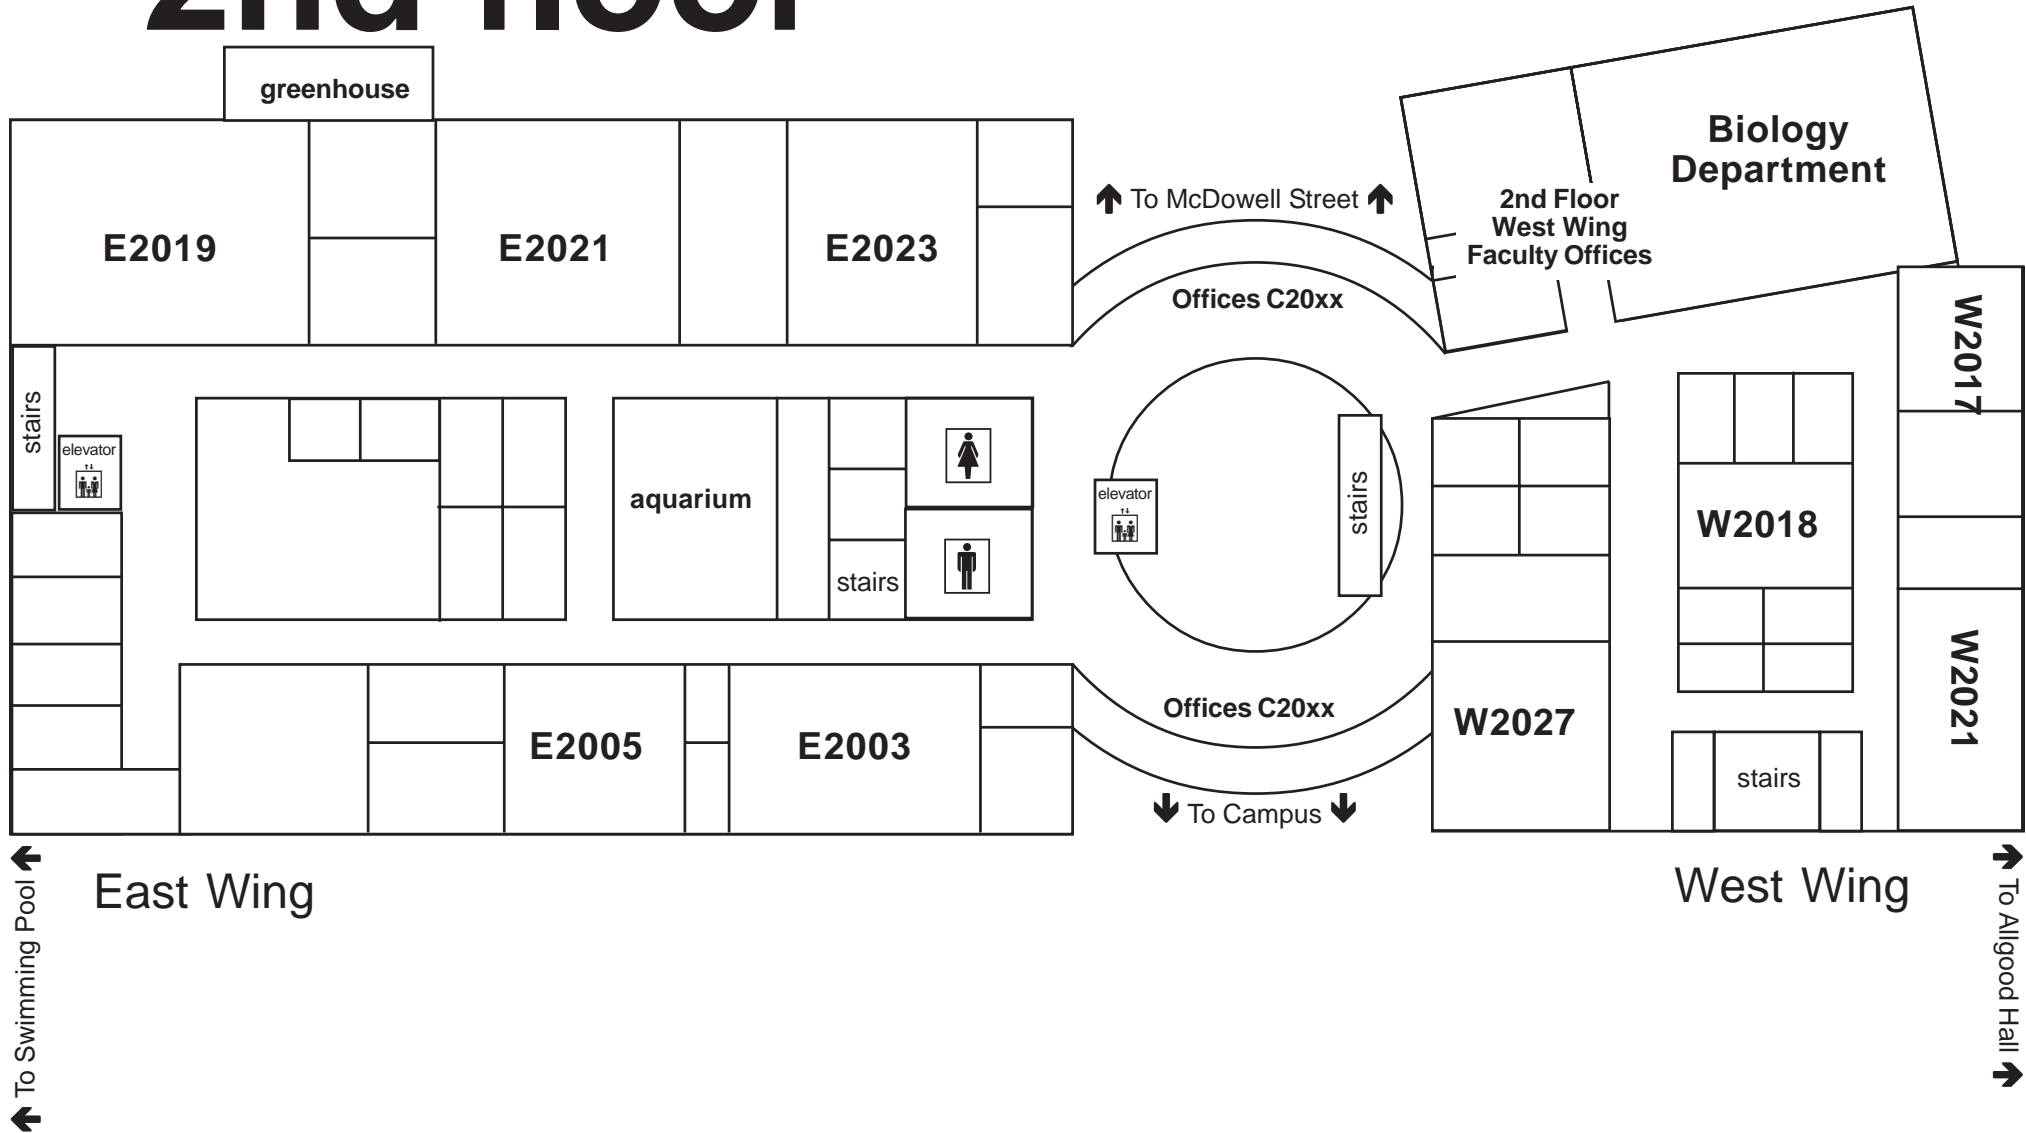 2nd floor
greenhouse
Biology
Department
To McDowell Street
2nd Floor
West Wing
Faculty Offices
E2019
E2021
E2023
Offices C20xx
W2017
stairs
elevator
aquarium
elevator
stairs
W2018
stairs
W2021
Offices C20xx
W2027
E2005
E2003
stairs
To Campus
East Wing
West Wing
To Swimming Pool
To Allgood Hall